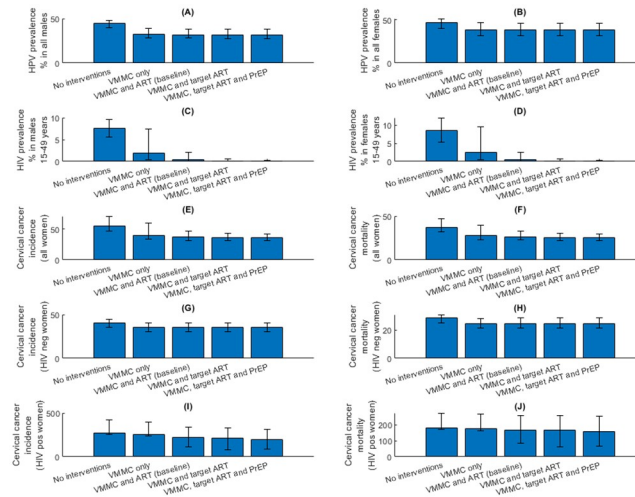 (A)
HPV prevalence
% in all males
50
0
No interventions
VMMC only
VMMC and ART (baseline)
VMMC and target ART
VMMC, target ART and PrEP
(B)
HPV prevalence
% in all females
50
0
No interventions
VMMC only
VMMC and ART (baseline)
VMMC and target ART
VMMC, target ART and PrEP
(C)
HIV prevalence
% in males
15-49 years
10
5
0
No interventions
VMMC only
VMMC and ART (baseline)
VMMC and target ART
VMMC, target ART and PrEP
(D)
HIV prevalence
% in females
15-49 years
10
5
0
No interventions
VMMC only
VMMC and ART (baseline)
VMMC and target ART
VMMC, target ART and PrEP
(E)
Cervical cancer
incidence
(all women)
50
0
No interventions
VMMC only
VMMC and ART (baseline)
VMMC and target ART
VMMC, target ART and PrEP
(F)
Cervical cancer
mortality
(all women)
50
0
No interventions
VMMC only
VMMC and ART (baseline)
VMMC and target ART
VMMC, target ART and PrEP
(G)
Cervical cancer
incidence
(HIV neg women)
50
0
No interventions
VMMC only
VMMC and ART (baseline)
VMMC and target ART
VMMC, target ART and PrEP
(H)
Cervical cancer
mortality
(HIV neg women)
20
0
No interventions
VMMC only
VMMC and ART (baseline)
VMMC and target ART
VMMC, target ART and PrEP
(I)
Cervical cancer
incidence
(HIV pos women)
500
0
No interventions
VMMC only
VMMC and ART (baseline)
VMMC and target ART
VMMC, target ART and PrEP
(J)
Cervical cancer
mortality
(HIV pos women)
200
100
0
No interventions
VMMC only
VMMC and ART (baseline)
VMMC and target ART
VMMC, target ART and PrEP